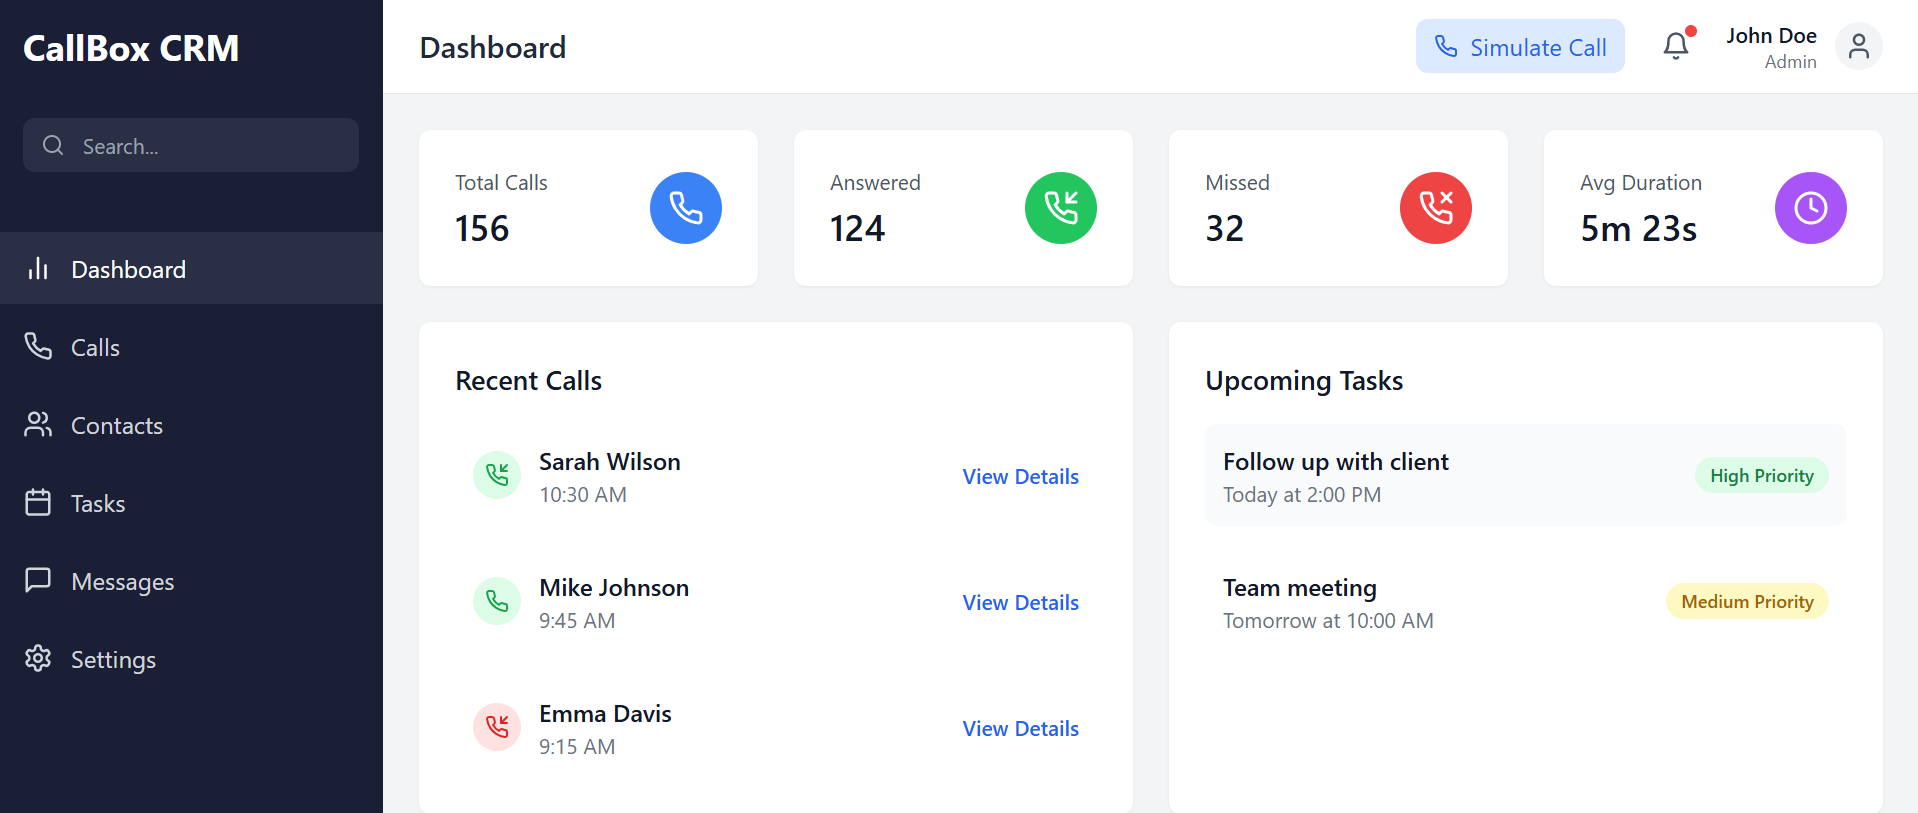 CallBox CRM
Search...
Dashboard
Calls
Contacts
Tasks
Messages
Settings
Dashboard
Simulate Call
John Doe
Admin
Total Calls
156
Answered
124
Missed
32
Avg Duration
5m 23s
Recent Calls
Sarah Wilson
10:30 AM
View Details
Mike Johnson
9:45 AM
View Details
Emma Davis
9:15 AM
View Details
Upcoming Tasks
Follow up with client
Today at 2:00 PM
High Priority
Team meeting
Tomorrow at 10:00 AM
Medium Priority